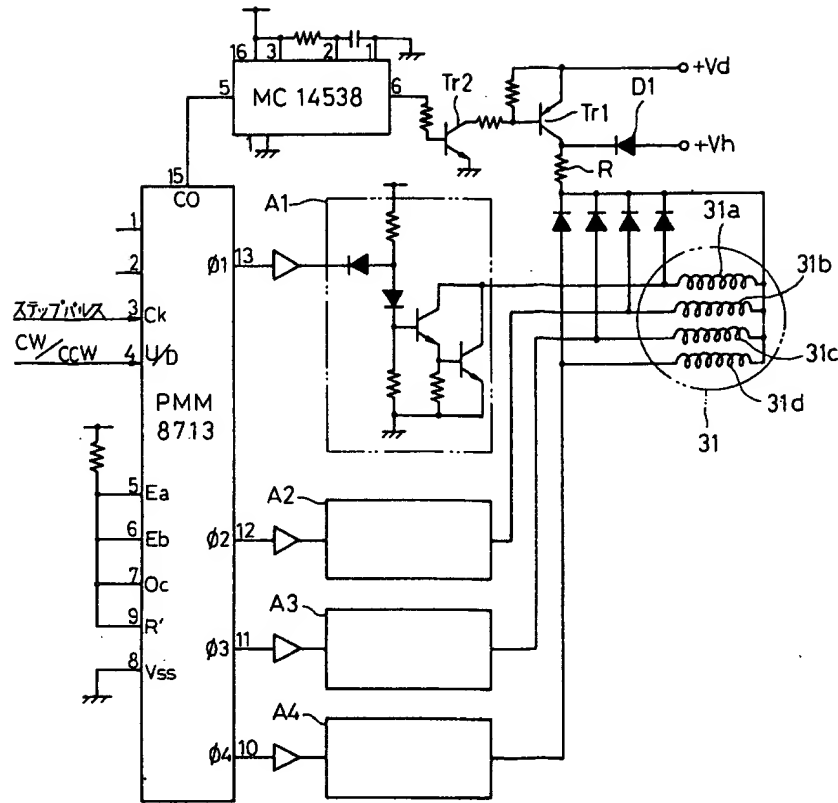 16
3
2
1
5
MC 14538
6
1
Tr2
Tr1
+Vd
D1
+Vh
R
15
CO
1
2
ステップパルス
3
Ck
CW/CCW
4
U/D
PMM
8713
5
Ea
6
Eb
7
Oc
9
R'
8
Vss
Ø1
13
Ø2
12
Ø3
11
Ø4
10
A1
A2
A3
A4
31a
31b
31c
31d
31